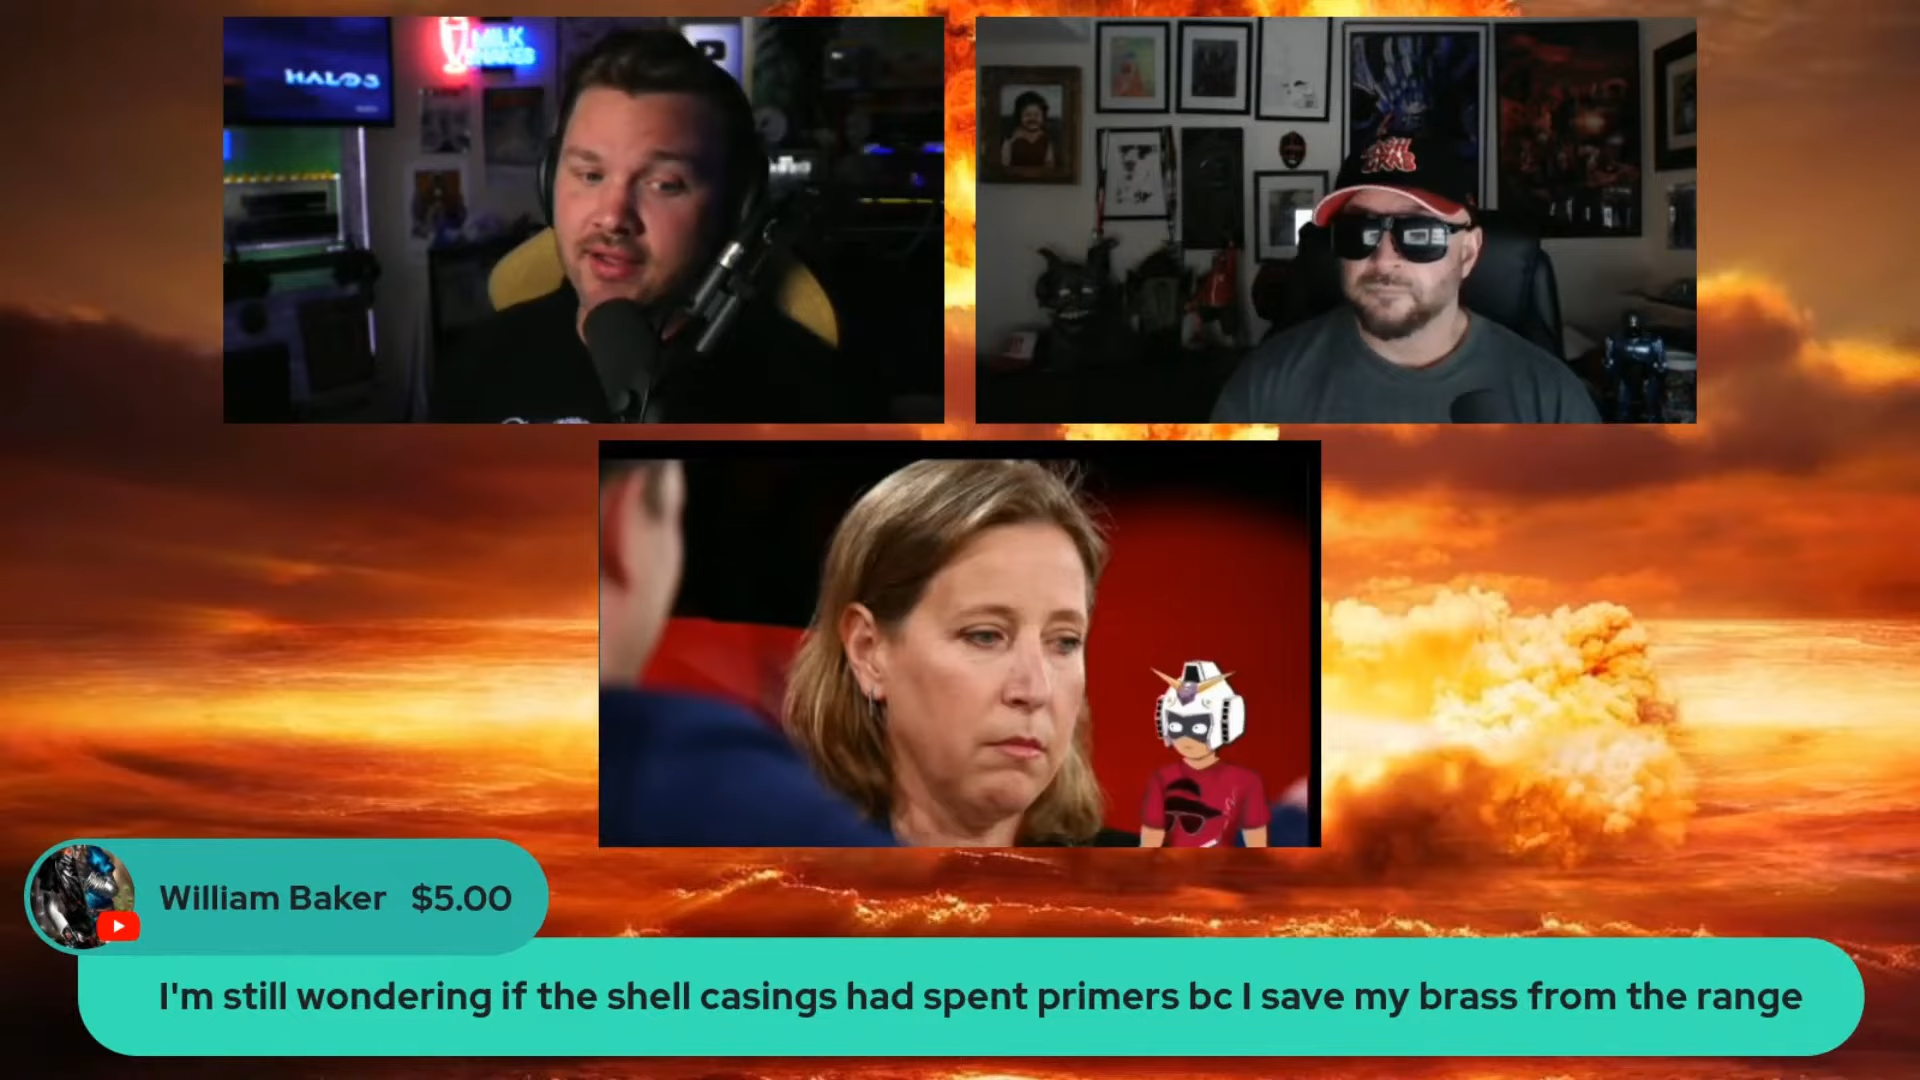 HALO 3
MILK
SHAKES
William Baker $5.00
I'm still wondering if the shell casings had spent primers bc I save my brass from the range